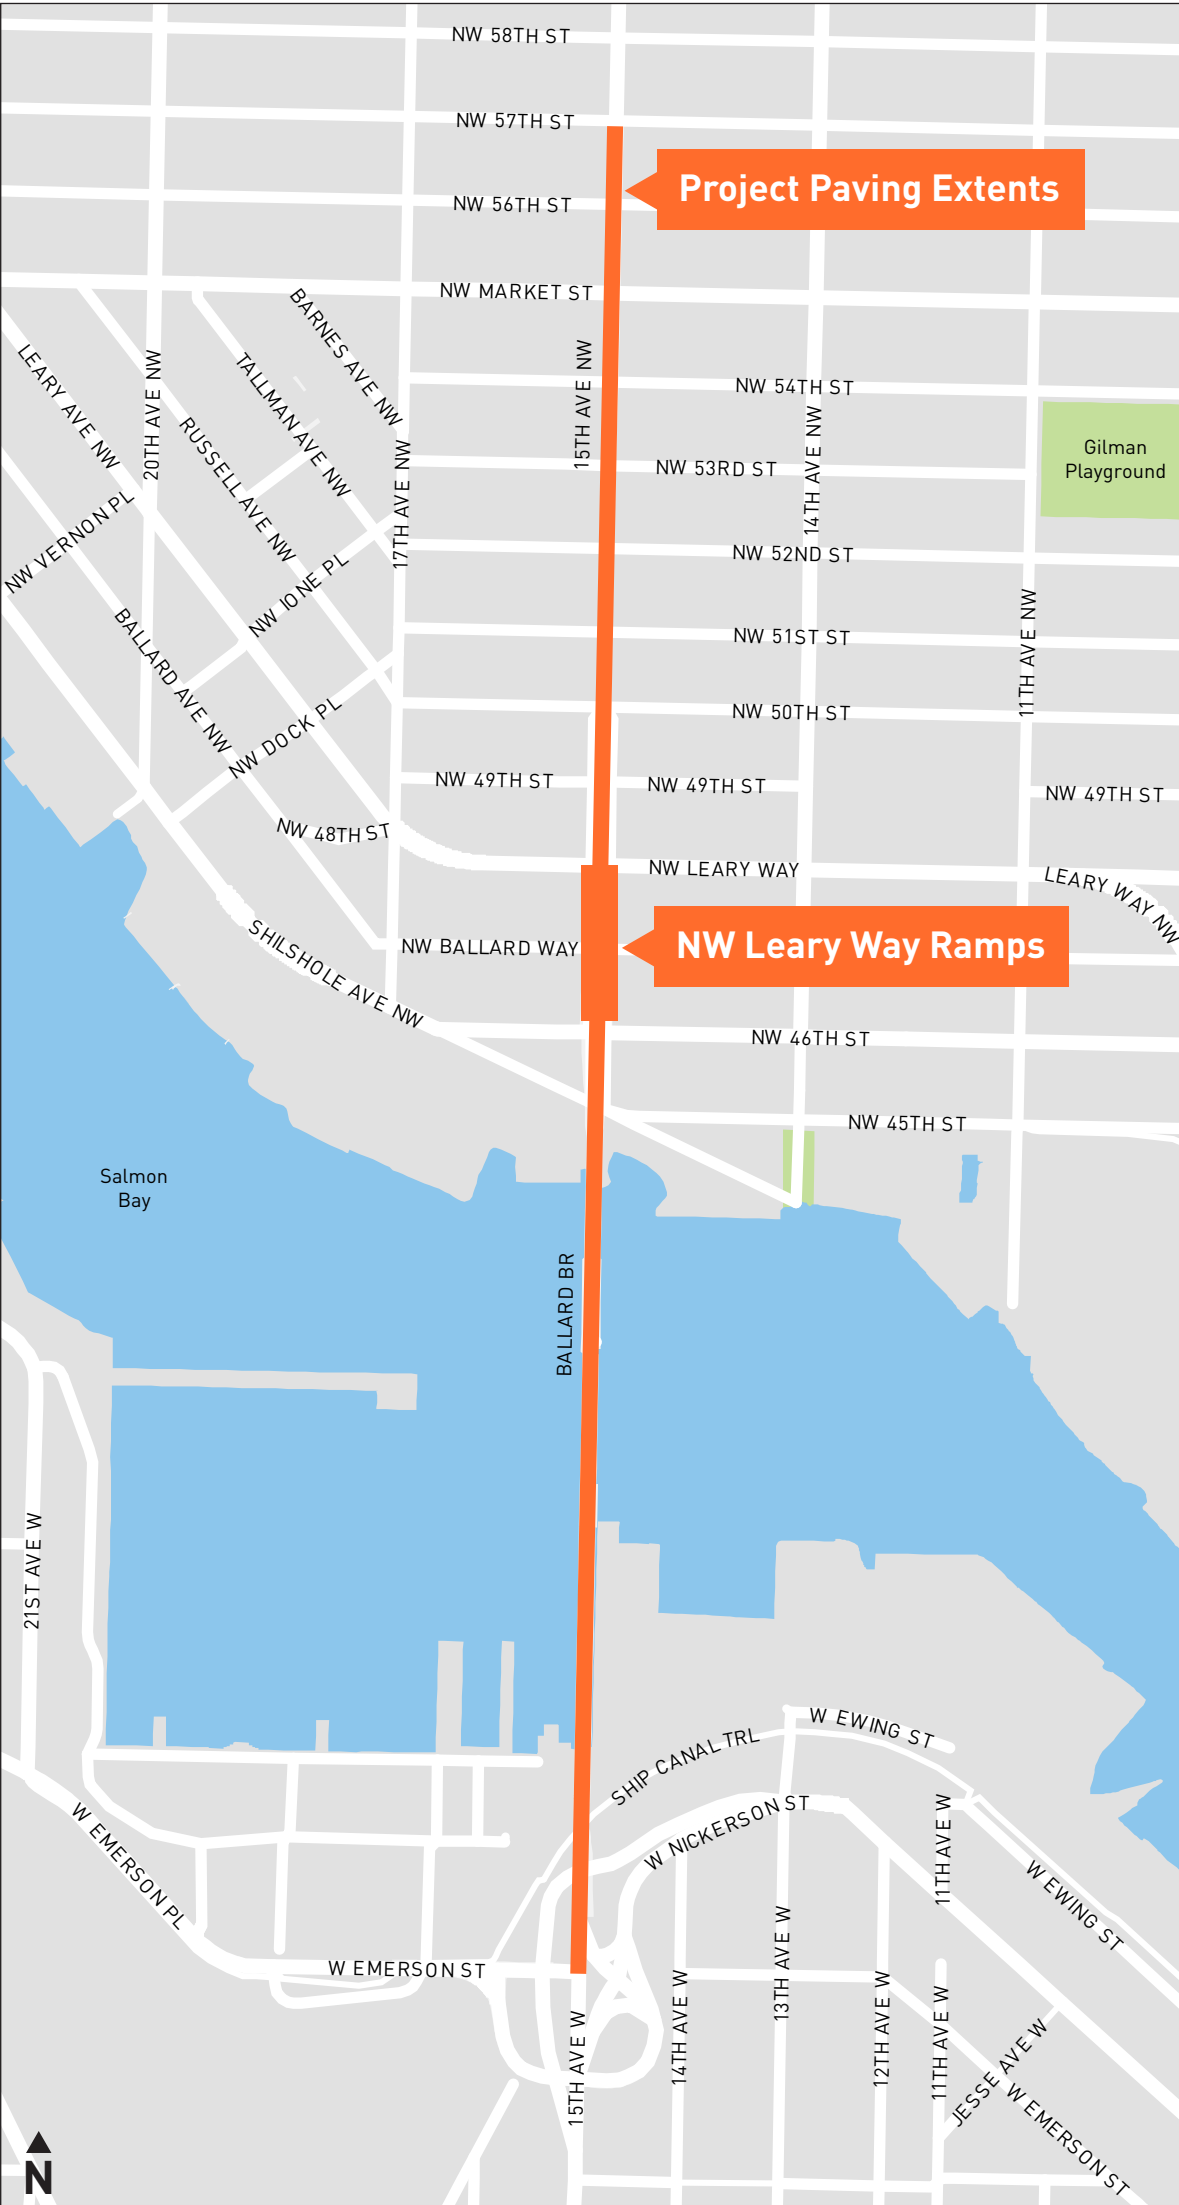 NW 58TH ST
NW 57TH ST
Project Paving Extents
NW 56TH ST
NW MARKET ST
BARNES AVE NW
LEARY AVE NW
20TH AVE NW
TALLMAN AVE NW
15TH AVE NW
NW 54TH ST
RUSSELL AVE NW
17TH AVE NW
14TH AVE NW
Gilman
Playground
NW 53RD ST
NW VERNON PL
NW IONE PL
NW 52ND ST
BALLARD AVE NW
NW 51ST ST
11TH AVE NW
NW DOCK PL
NW 50TH ST
NW 49TH ST
NW 49TH ST
NW 49TH ST
NW 48TH ST
NW LEARY WAY
LEARY WAY NW
SHILSHOLE AVE NW
NW BALLARD WAY
NW Leary Way Ramps
NW 46TH ST
NW 45TH ST
Salmon
Bay
BALLARD BR
21ST AVE W
W EWING ST
SHIP CANAL TRL
W NICKERSON ST
W EMERSON PL
11TH AVE W
W EWING ST
W EMERSON ST
13TH AVE W
15TH AVE W
14TH AVE W
12TH AVE W
11TH AVE W
JESSE AVE W
W EMERSON ST
N